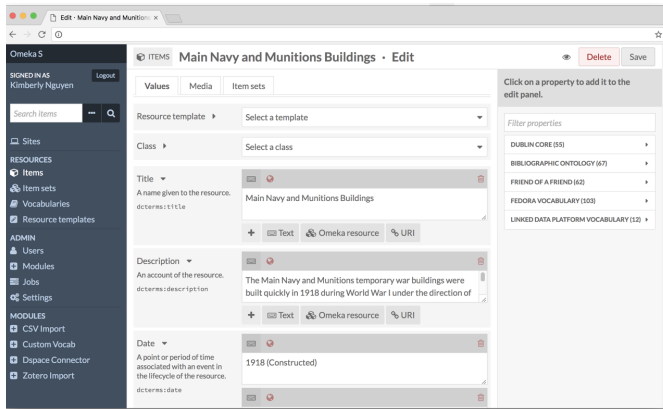 Edit · Main Navy and Munitions ×
Omeka S
SIGNED IN AS
Kimberly Nguyen
Logout
Search items
Sites
RESOURCES
Items
Item sets
Vocabularies
Resource templates
ADMIN
Users
Modules
Jobs
Settings
MODULES
CSV Import
Custom Vocab
Dspace Connector
Zotero Import
ITEMS Main Navy and Munitions Buildings · Edit
Delete Save
Values Media Item sets
Resource template Select a template
Class Select a class
Title
A name given to the resource.
dcterms:title
Main Navy and Munitions Buildings
+ Text Omeka resource URI
Description
An account of the resource.
dcterms:description
The Main Navy and Munitions temporary war buildings were
built quickly in 1918 during World War I under the direction of
+ Text Omeka resource URI
Date
A point or period of time
associated with an event in
the lifecycle of the resource.
dcterms:date
1918 (Constructed)
Click on a property to add it to the
edit panel.
Filter properties
DUBLIN CORE (55)
BIBLIOGRAPHIC ONTOLOGY (67)
FRIEND OF A FRIEND (62)
FEDORA VOCABULARY (103)
LINKED DATA PLATFORM VOCABULARY (12)